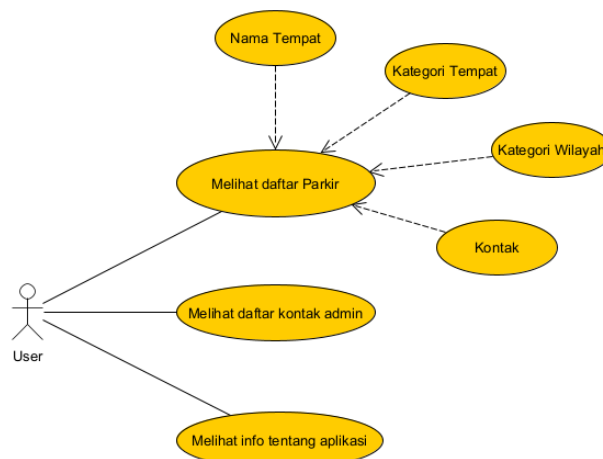 Nama Tempat
Kategori Tempat
Kategori Wilayah
Melihat daftar Parkir
Kontak
Melihat daftar kontak admin
User
Melihat info tentang aplikasi